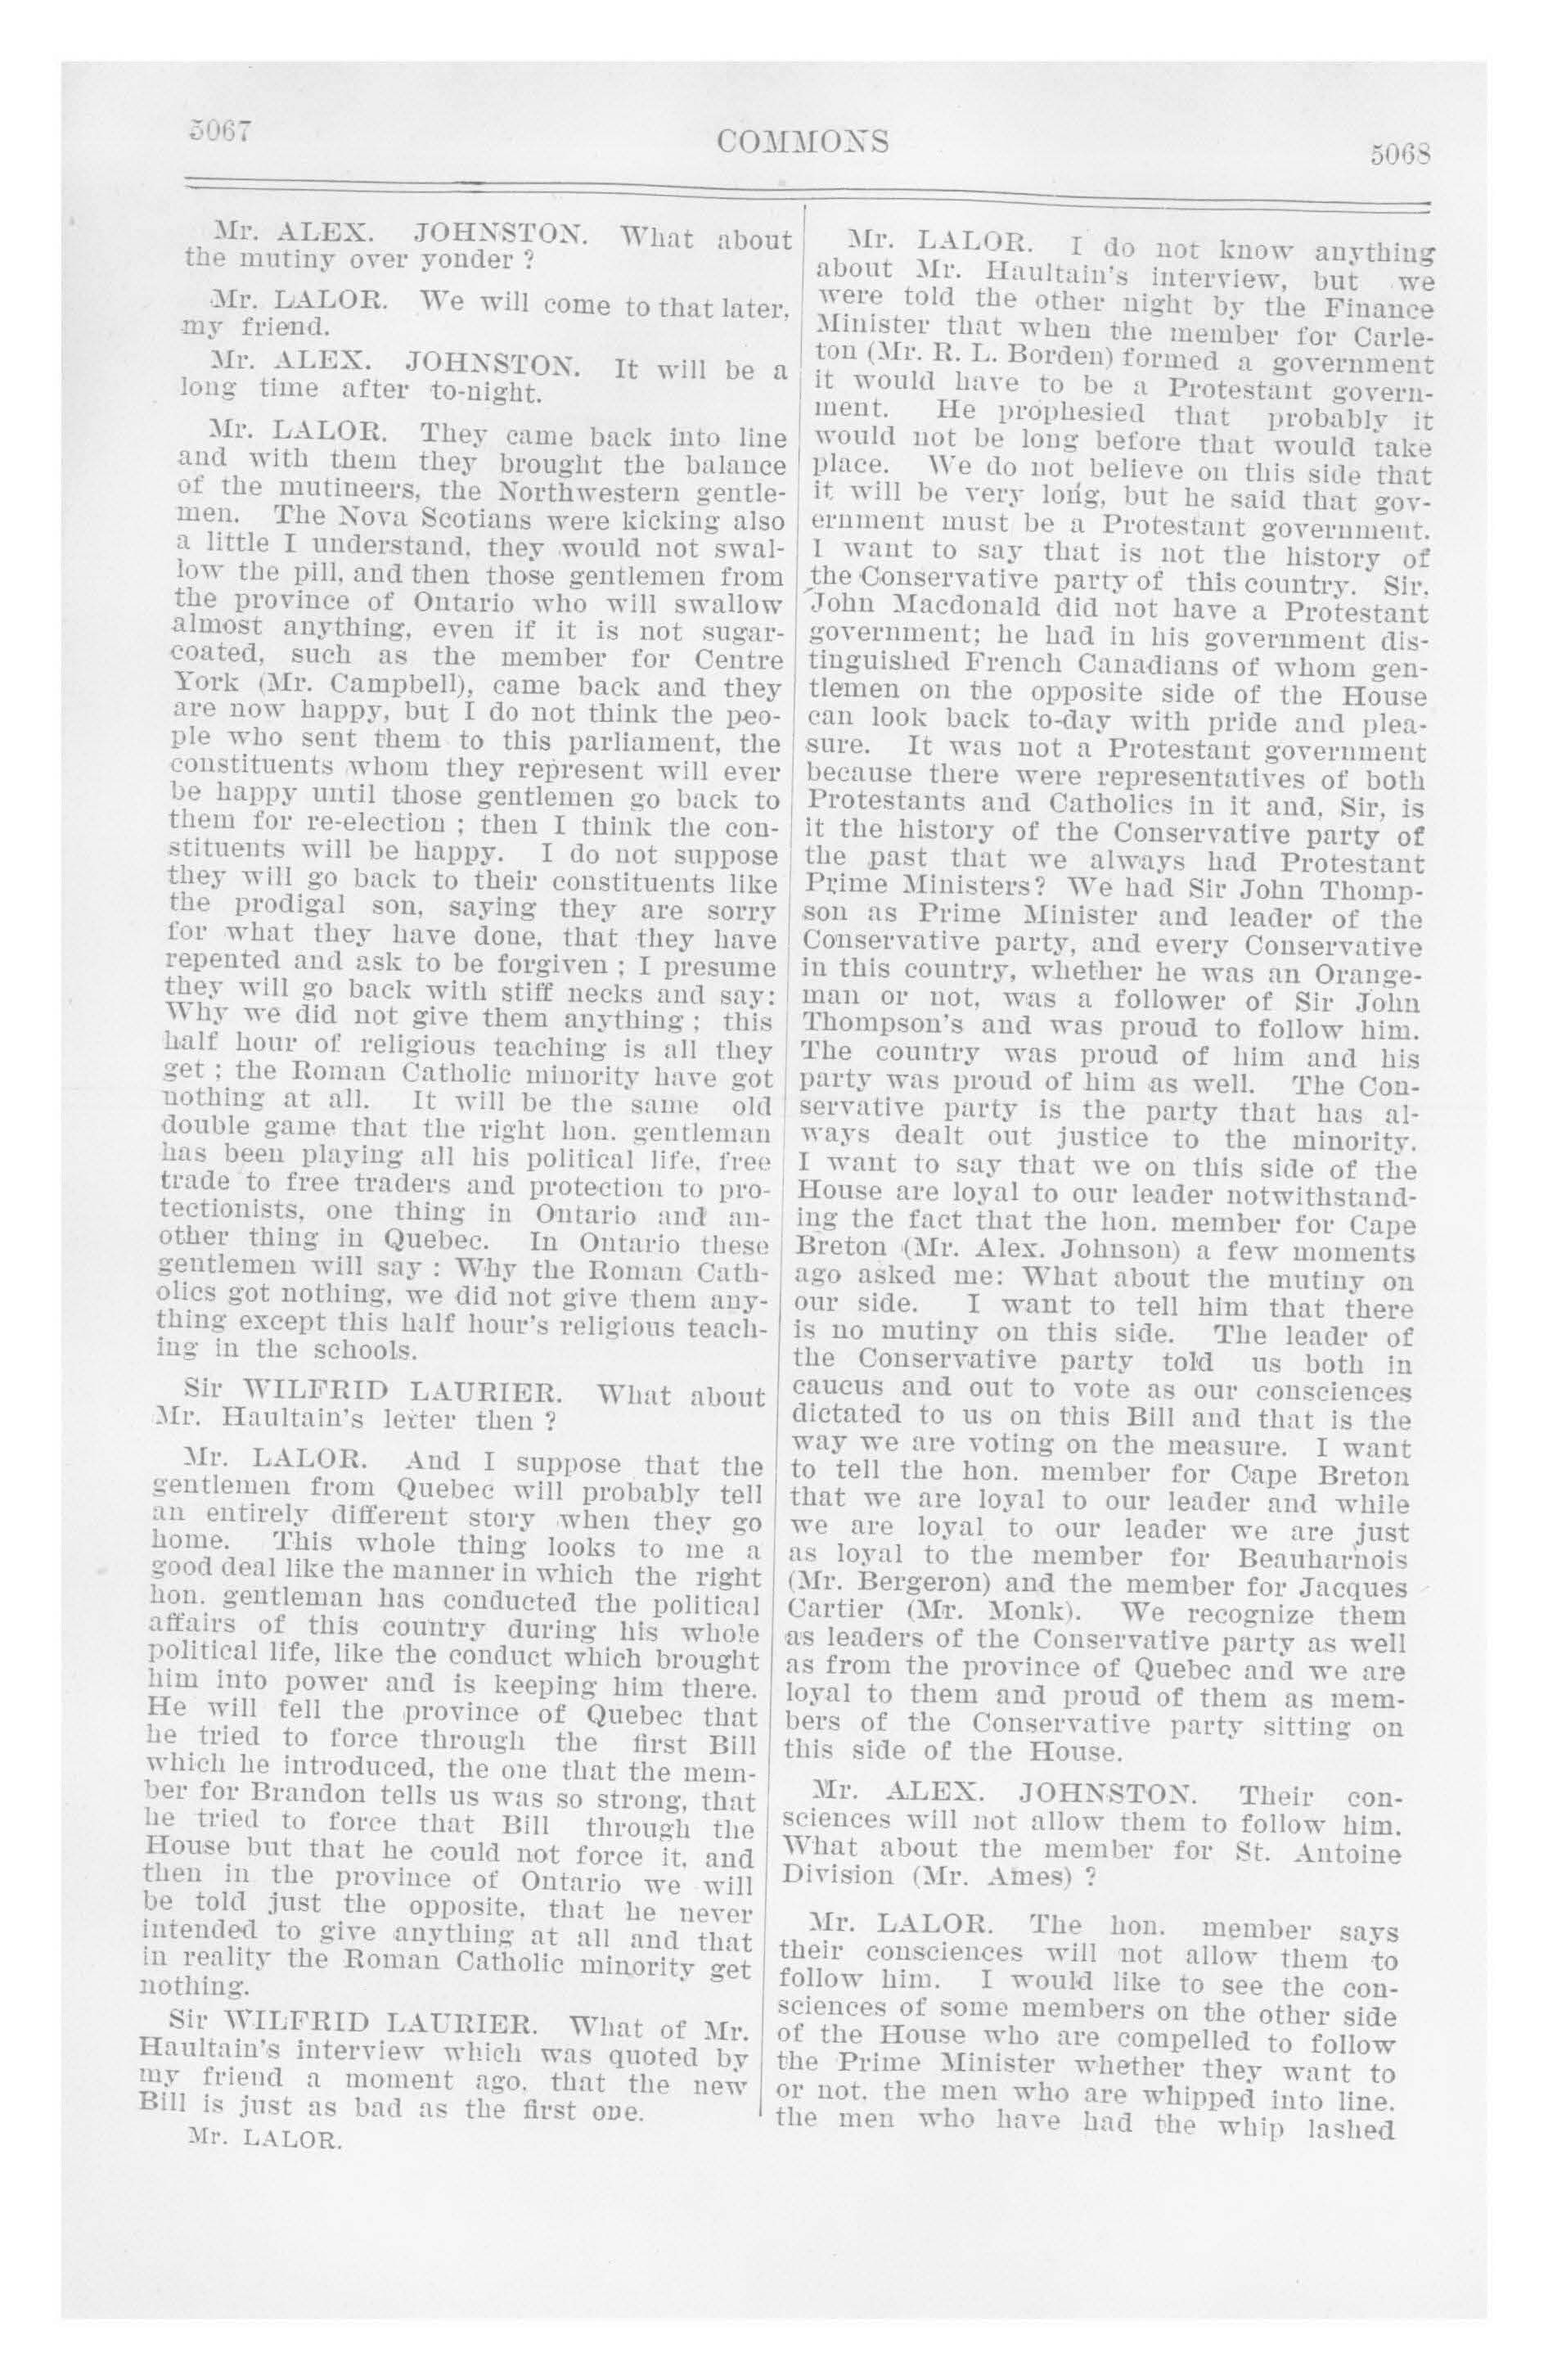 5067
COMMONS
5068
Mr. ALEX. JOHNSTON. What about
the mutiny over yonder ?
Mr. LALOR. We will come to that later,
my friend.
Mr. ALEX. JOHNSTON. It will be a
long time after to-night.
Mr. LALOR. They came back into line
and with them they brought the balance
of the mutineers, the Northwestern gentle-
men. The Nova Scotians were kicking also
a little I understand, they would not swal-
low the pill, and then those gentlemen from
the province of Ontario who will swallow
almost anything, even if it is not sugar-
coated, such as the member for Centre
York (Mr. Campbell), came back and they
are now happy, but I do not think the peo-
ple who sent them to this parliament, the
constituents whom they represent will ever
be happy until those gentlemen go back to
them for re-election ; then I think the con-
stituents will be happy. I do not suppose
they will go back to their constituents like
the prodigal son, saying they are sorry
for what they have done, that they have
repented and ask to be forgiven ; I presume
they will go back with stiff necks and say:
Why we did not give them anything ; this
half hour of religious teaching is all they
get ; the Roman Catholic minority have got
nothing at all. It will be the same old
double game that the right hon. gentleman
has been playing all his political life, free
trade to free traders and protection to pro-
tectionists, one thing in Ontario and an-
other thing in Quebec. In Ontario these
gentlemen will say : Why the Roman Cath-
olics got nothing, we did not give them any-
thing except this half hour's religious teach-
ing in the schools.
Sir WILFRID LAURIER. What about
Mr. Haultain's letter then ?
Mr. LALOR. And I suppose that the
gentlemen from Quebec will probably tell
an entirely different story when they go
home. This whole thing looks to me a
good deal like the manner in which the right
hon. gentleman has conducted the political
affairs of this country during his whole
political life, like the conduct which brought
him into power and is keeping him there.
He will tell the province of Quebec that
he tried to force through the first Bill
which he introduced, the one that the mem-
ber for Brandon tells us was so strong, that
he tried to force that Bill through the
House but that he could not force it, and
then in the province of Ontario we will
be told just the opposite, that he never
intended to give anything at all and that
in reality the Roman Catholic minority get
nothing.
Sir WILFRID LAURIER. What of Mr.
Haultain's interview which was quoted by
my friend a moment ago, that the new
Bill is just as bad as the first one.
Mr. LALOR.
Mr. LALOR. I do not know anything
about Mr. Haultain's interview, but we
were told the other night by the Finance
Minister that when the member for Carle-
ton (Mr. R. L. Borden) formed a government
it would have to be a Protestant govern-
ment. He prophesied that probably it
would not be long before that would take
place. We do not believe on this side that
it will be very long, but he said that gov-
ernment must be a Protestant government.
I want to say that is not the history of
the Conservative party of this country. Sir.
John Macdonald did not have a Protestant
government; he had in his government dis-
tinguished French Canadians of whom gen-
tlemen on the opposite side of the House
can look back to-day with pride and plea-
sure. It was not a Protestant government
because there were representatives of both
Protestants and Catholics in it and, Sir, is
it the history of the Conservative party of
the past that we always had Protestant
Prime Ministers? We had Sir John Thomp-
son as Prime Minister and leader of the
Conservative party, and every Conservative
in this country, whether he was an Orange-
man or not, was a follower of Sir John
Thompson's and was proud to follow him.
The country was proud of him and his
party was proud of him as well. The Con-
servative party is the party that has al-
ways dealt out justice to the minority.
I want to say that we on this side of the
House are loyal to our leader notwithstand-
ing the fact that the hon. member for Cape
Breton (Mr. Alex. Johnson) a few moments
ago asked me: What about the mutiny on
our side. I want to tell him that there
is no mutiny on this side. The leader of
the Conservative party told us both in
caucus and out to vote as our consciences
dictated to us on this Bill and that is the
way we are voting on the measure. I want
to tell the hon. member for Cape Breton
that we are loyal to our leader and while
we are loyal to our leader we are just
as loyal to the member for Beauharnois
(Mr. Bergeron) and the member for Jacques
Cartier (Mr. Monk). We recognize them
as leaders of the Conservative party as well
as from the province of Quebec and we are
loyal to them and proud of them as mem-
bers of the Conservative party sitting on
this side of the House.
Mr. ALEX. JOHNSTON. Their con-
sciences will not allow them to follow him.
What about the member for St. Antoine
Division (Mr. Ames) ?
Mr. LALOR. The hon. member says
their consciences will not allow them to
follow him. I would like to see the con-
sciences of some members on the other side
of the House who are compelled to follow
the Prime Minister whether they want to
or not, the men who are whipped into line,
the men who have had the whip lashed